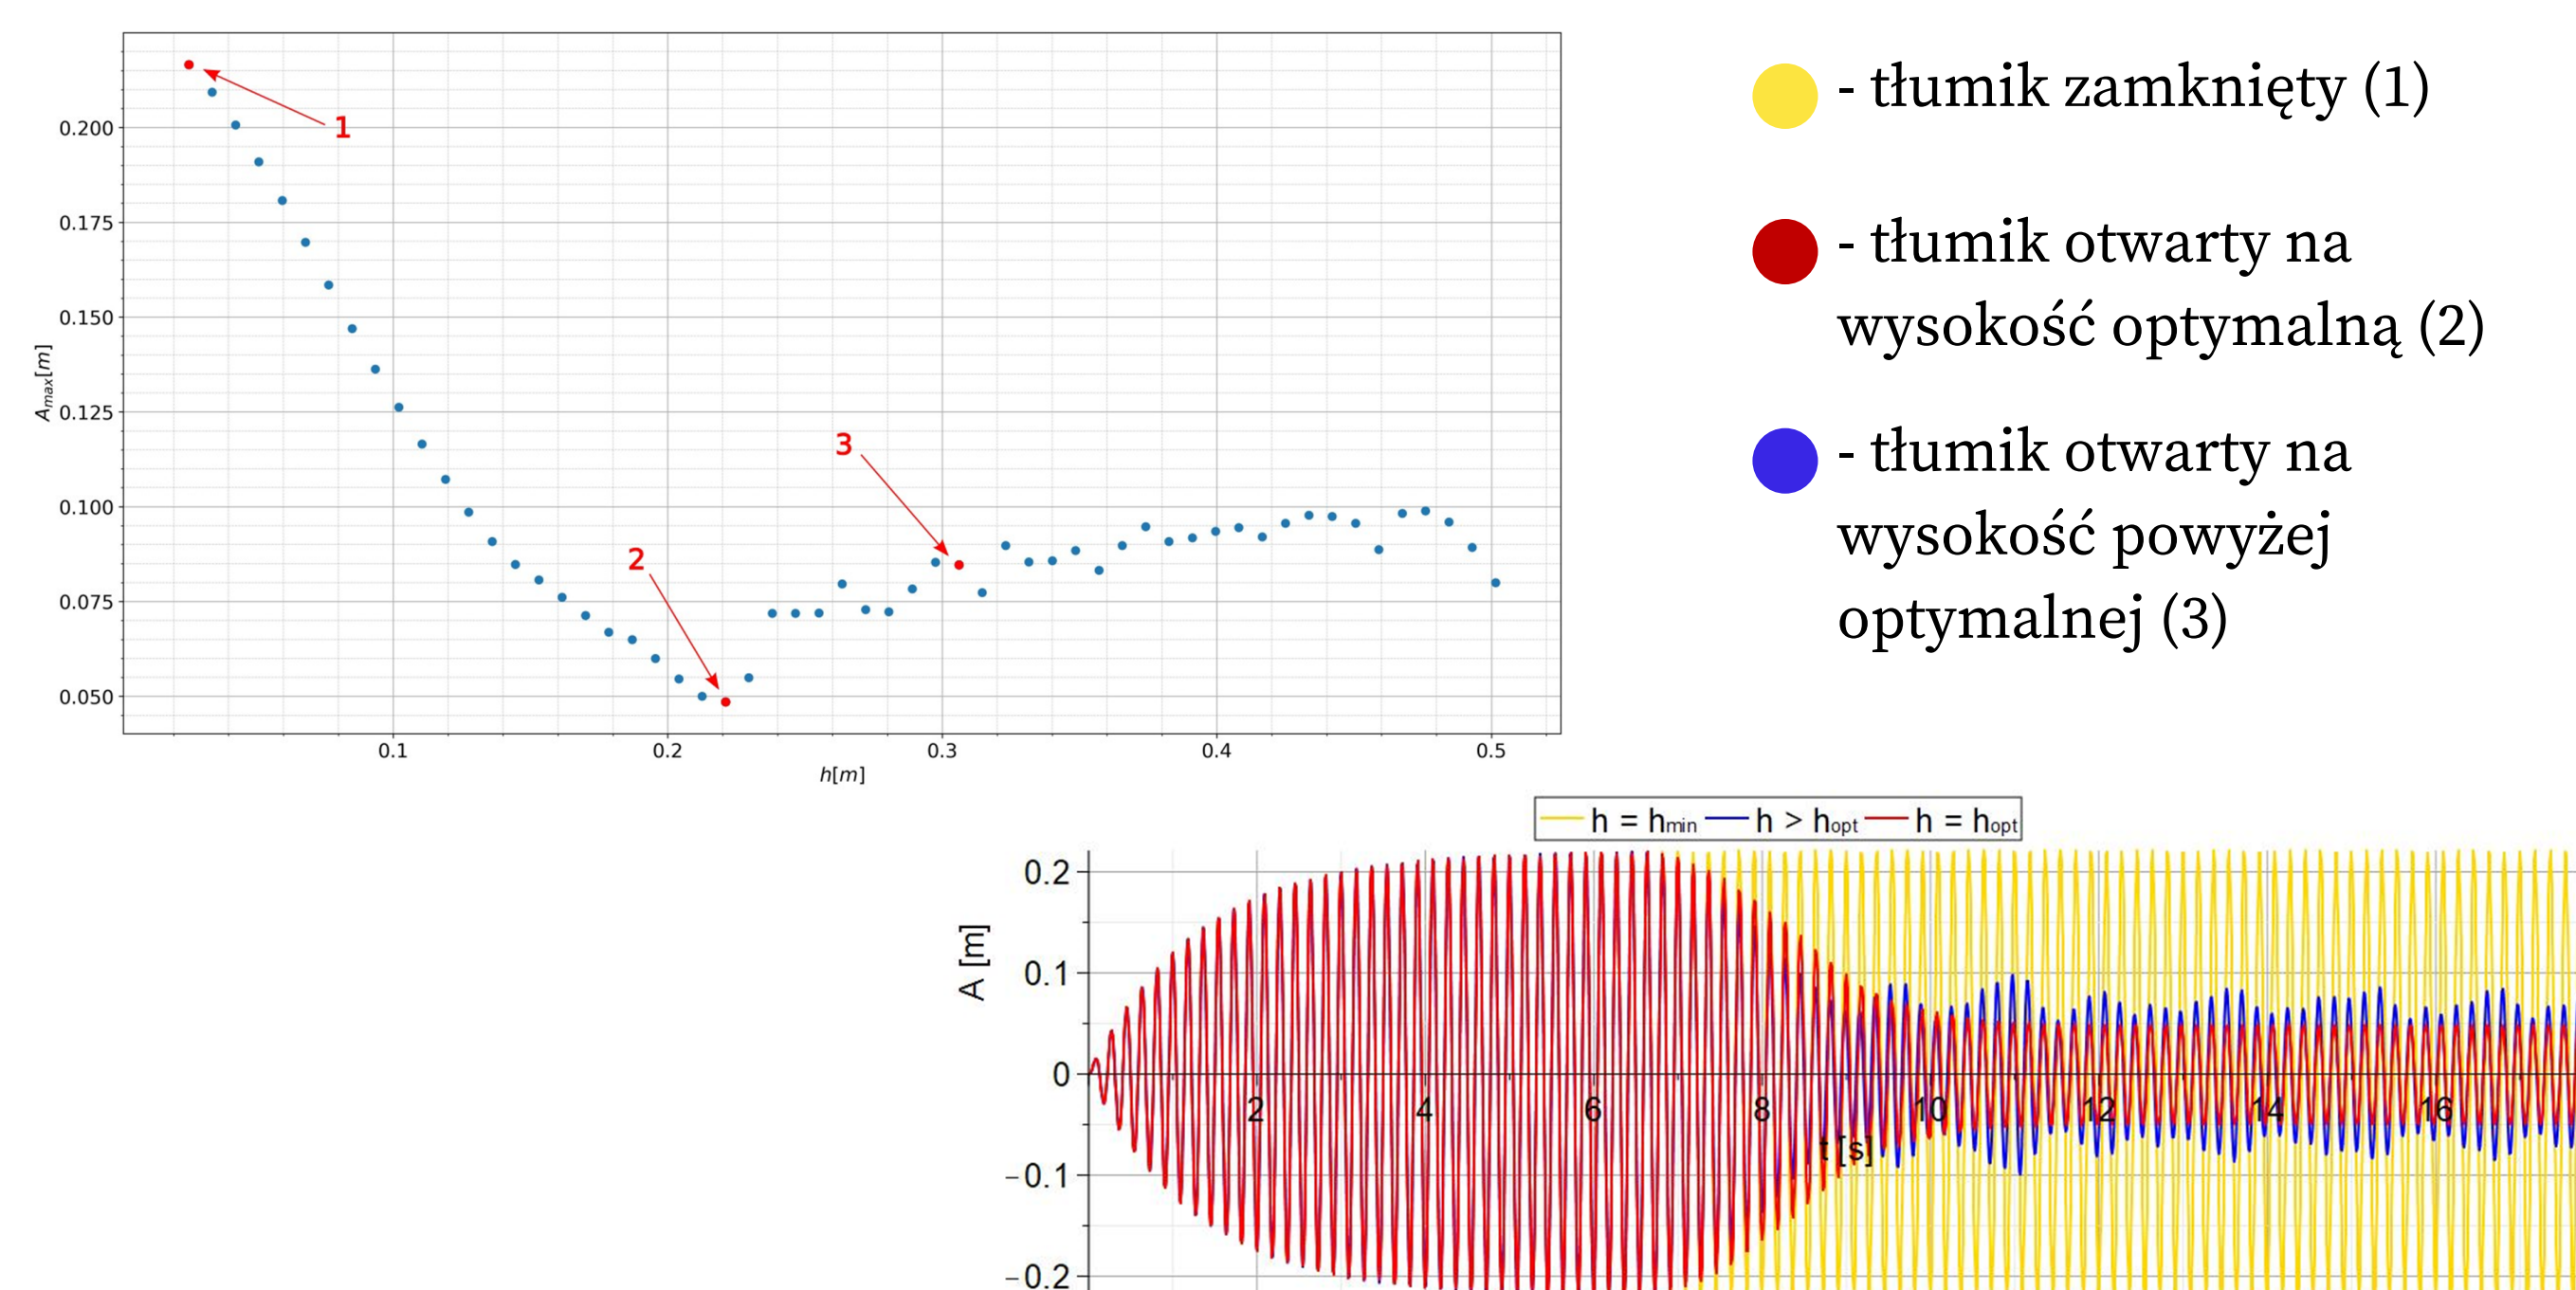 0.200
0.175
0.150
0.125
0.100
0.075
0.050
A_max[m]
0.1 0.2 0.3 0.4 0.5
h[m]
1
2
3
- tłumik zamknięty (1)
- tłumik otwarty na
wysokość optymalną (2)
- tłumik otwarty na
wysokość powyżej
optymalnej (3)
h = hmin h > hopt h = hopt
A [m]
0.2
0.1
0
−0.1
−0.2
2 4 6 8 10 12 14 16
t [s]